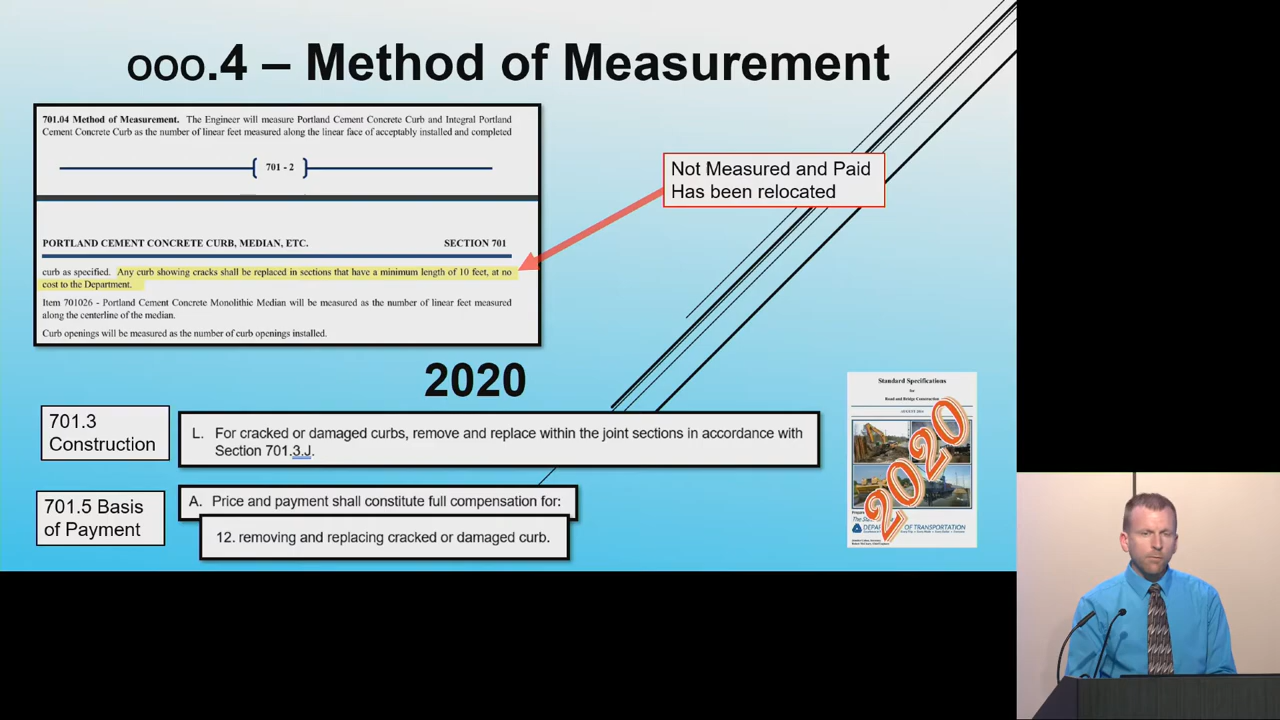 ooo.4 – Method of Measurement
701.04 Method of Measurement. The Engineer will measure Portland Cement Concrete Curb and Integral Portland
Cement Concrete Curb as the number of linear feet measured along the linear face of acceptably installed and completed
701 - 2
PORTLAND CEMENT CONCRETE CURB, MEDIAN, ETC. SECTION 701
curb as specified. Any curb showing cracks shall be replaced in sections that have a minimum length of 10 feet, at no
cost to the Department.
Item 701026 - Portland Cement Concrete Monolithic Median will be measured as the number of linear feet measured
along the centerline of the median.
Curb openings will be measured as the number of curb openings installed.
Not Measured and Paid
Has been relocated
2020
701.3
Construction
L. For cracked or damaged curbs, remove and replace within the joint sections in accordance with
Section 701.3.J.
701.5 Basis
of Payment
A. Price and payment shall constitute full compensation for:
12. removing and replacing cracked or damaged curb.
Standard Specifications
for
Road and Bridge Construction
2020
OF TRANSPORTATION